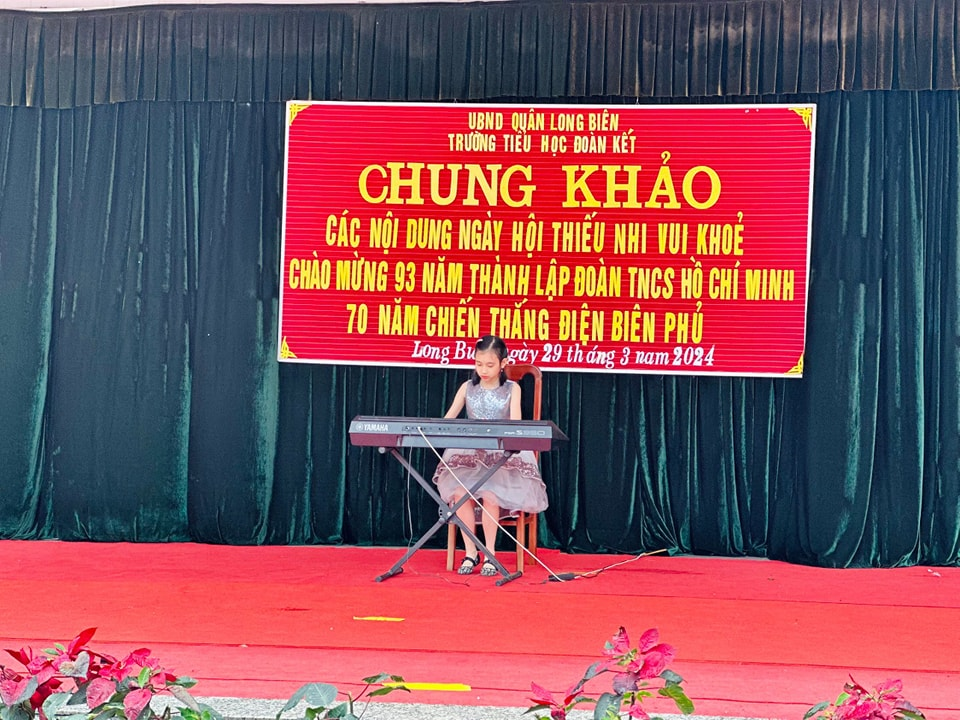 UBND QUẬN LONG BIÊN
TRƯỜNG TIỂU HỌC ĐOÀN KẾT
CHUNG KHẢO
CÁC NỘI DUNG NGÀY HỘI THIẾU NHI VUI KHOẺ
CHÀO MỪNG 93 NĂM THÀNH LẬP ĐOÀN TNCS HỒ CHÍ MINH
70 NĂM CHIẾN THẮNG ĐIỆN BIÊN PHỦ
Long 29 tháng 3 năm 2024
YAMAHA